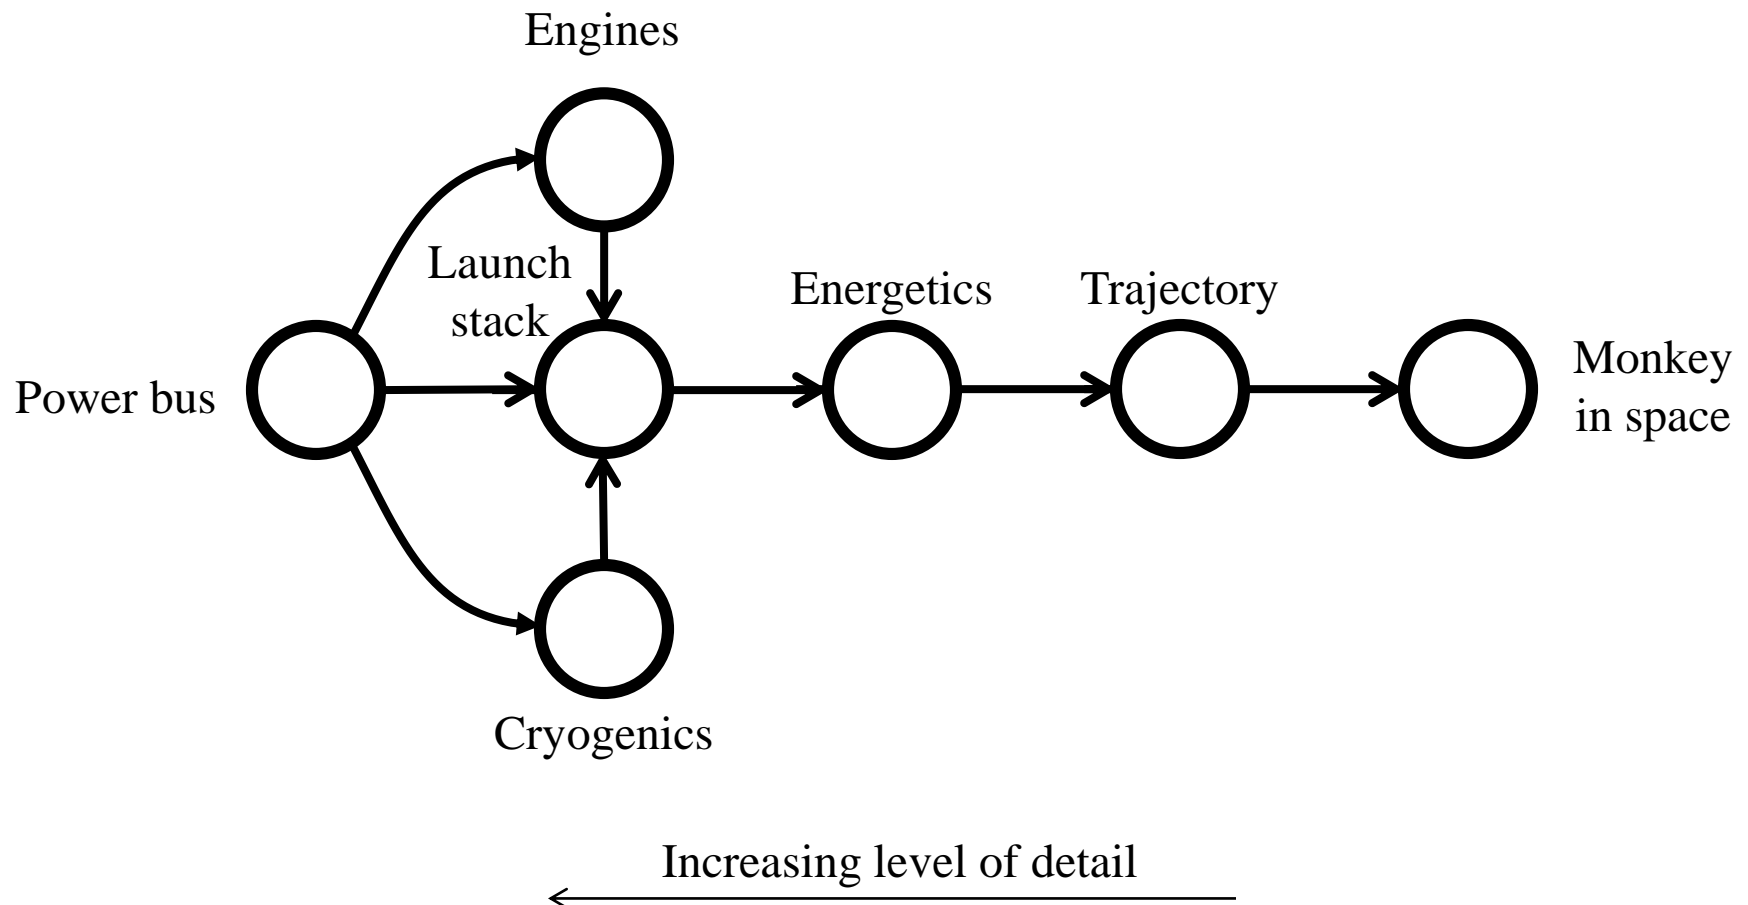 Engines
Launch
stack
Energetics
Trajectory
Power bus
Monkey
in space
Cryogenics
Increasing level of detail